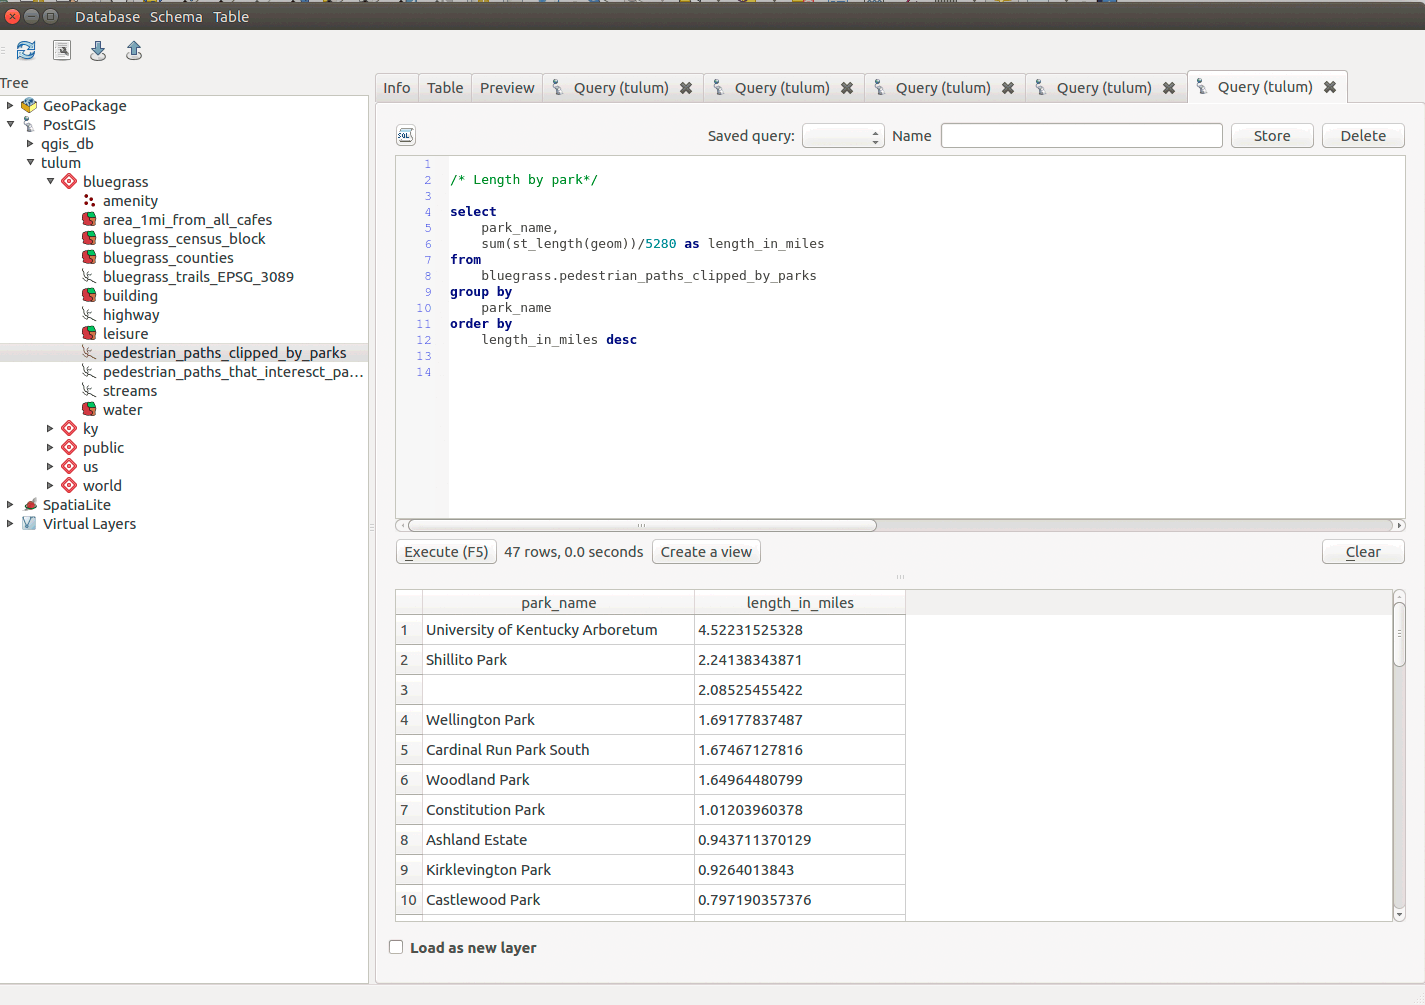 Database Schema Table
Tree
GeoPackage
PostGIS
qgis_db
tulum
bluegrass
amenity
area_1mi_from_all_cafes
bluegrass_census_block
bluegrass_counties
bluegrass_trails_EPSG_3089
building
highway
leisure
pedestrian_paths_clipped_by_parks
pedestrian_paths_that_interesct_pa...
streams
water
ky
public
us
world
SpatiaLite
Virtual Layers
Info Table Preview Query (tulum) Query (tulum) Query (tulum) Query (tulum) Query (tulum)
SQL Saved query: Name Store Delete
1
2 /* Length by park*/
3
4 select
5 park_name,
6 sum(st_length(geom))/5280 as length_in_miles
7 from
8 bluegrass.pedestrian_paths_clipped_by_parks
9 group by
10 park_name
11 order by
12 length_in_miles desc
13
14
Execute (F5) 47 rows, 0.0 seconds Create a view Clear
park_name length_in_miles
1 University of Kentucky Arboretum 4.52231525328
2 Shillito Park 2.24138343871
3 2.08525455422
4 Wellington Park 1.69177837487
5 Cardinal Run Park South 1.67467127816
6 Woodland Park 1.64964480799
7 Constitution Park 1.01203960378
8 Ashland Estate 0.943711370129
9 Kirklevington Park 0.9264013843
10 Castlewood Park 0.797190357376
Load as new layer